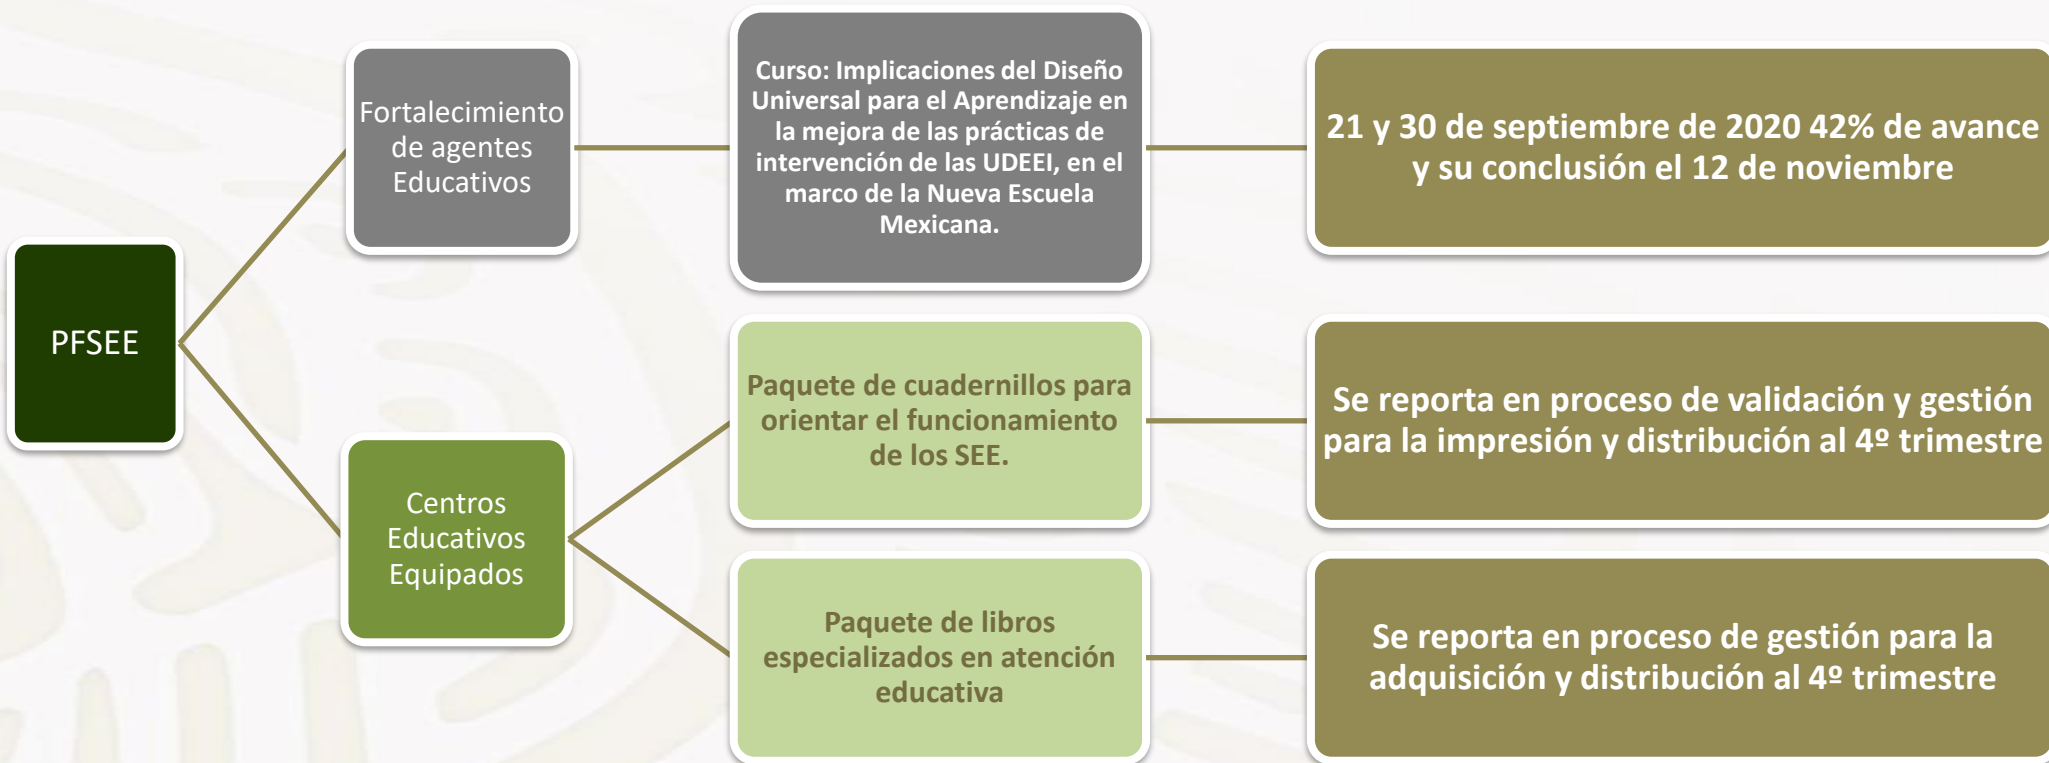 PFSEE
Fortalecimiento
de agentes
Educativos
Curso: Implicaciones del Diseño
Universal para el Aprendizaje en
la mejora de las prácticas de
intervención de las UDEEI, en el
marco de la Nueva Escuela
Mexicana.
21 y 30 de septiembre de 2020 42% de avance
y su conclusión el 12 de noviembre
Centros
Educativos
Equipados
Paquete de cuadernillos para
orientar el funcionamiento
de los SEE.
Se reporta en proceso de validación y gestión
para la impresión y distribución al 4º trimestre
Paquete de libros
especializados en atención
educativa
Se reporta en proceso de gestión para la
adquisición y distribución al 4º trimestre